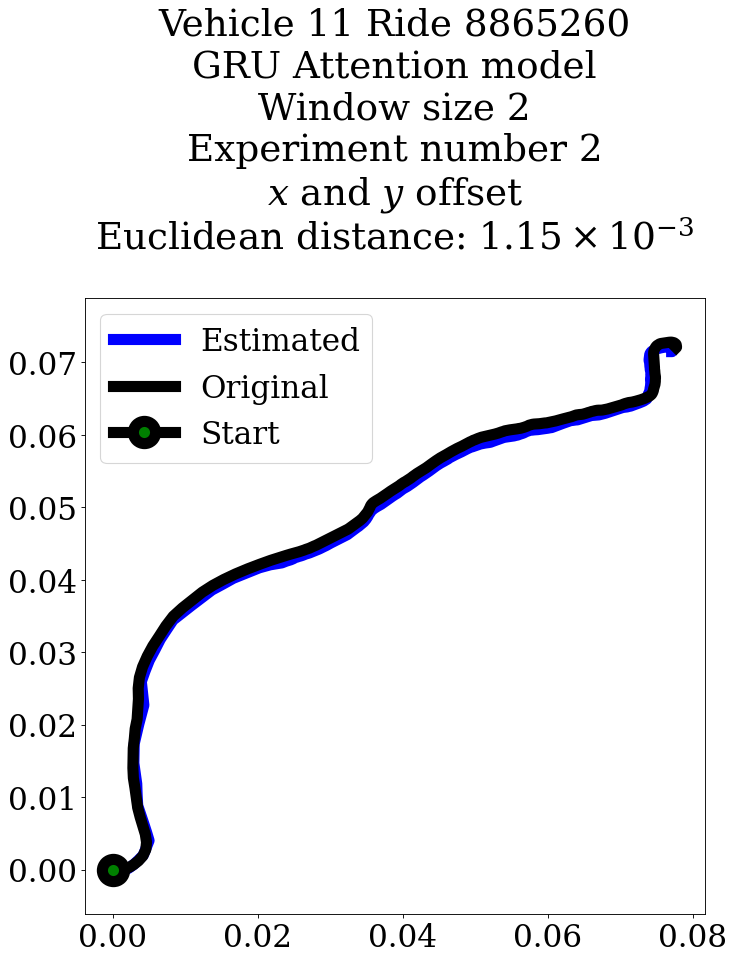 Vehicle 11 Ride 8865260
GRU Attention model
Window size 2
Experiment number 2
x and y offset
Euclidean distance: 1.15 × 10⁻³
Estimated
Original
Start
0.07
0.06
0.05
0.04
0.03
0.02
0.01
0.00
0.00 0.02 0.04 0.06 0.08